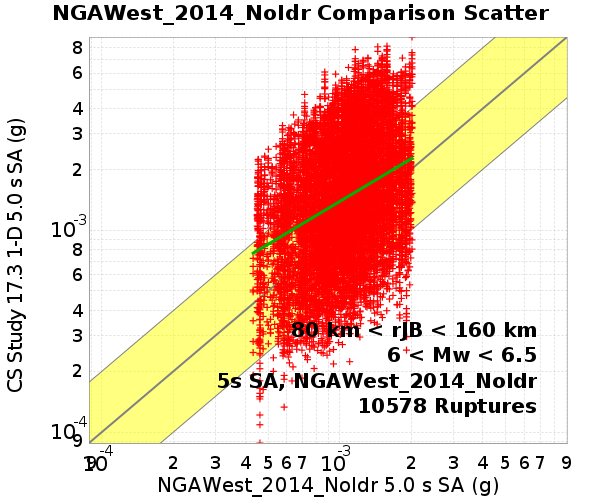 NGAWest_2014_NoIdr Comparison Scatter
CS Study 17.3 1-D 5.0 s SA (g)
8
6
4
3
2
10-3
8
6
4
3
2
10-4
9
80 km < rJB < 160 km
6 < Mw < 6.5
5s SA, NGAWest_2014_NoIdr
10578 Ruptures
9 10-4 2 3 4 5 6 7 10-3 2 3 4 5 6 7 9
NGAWest_2014_NoIdr 5.0 s SA (g)